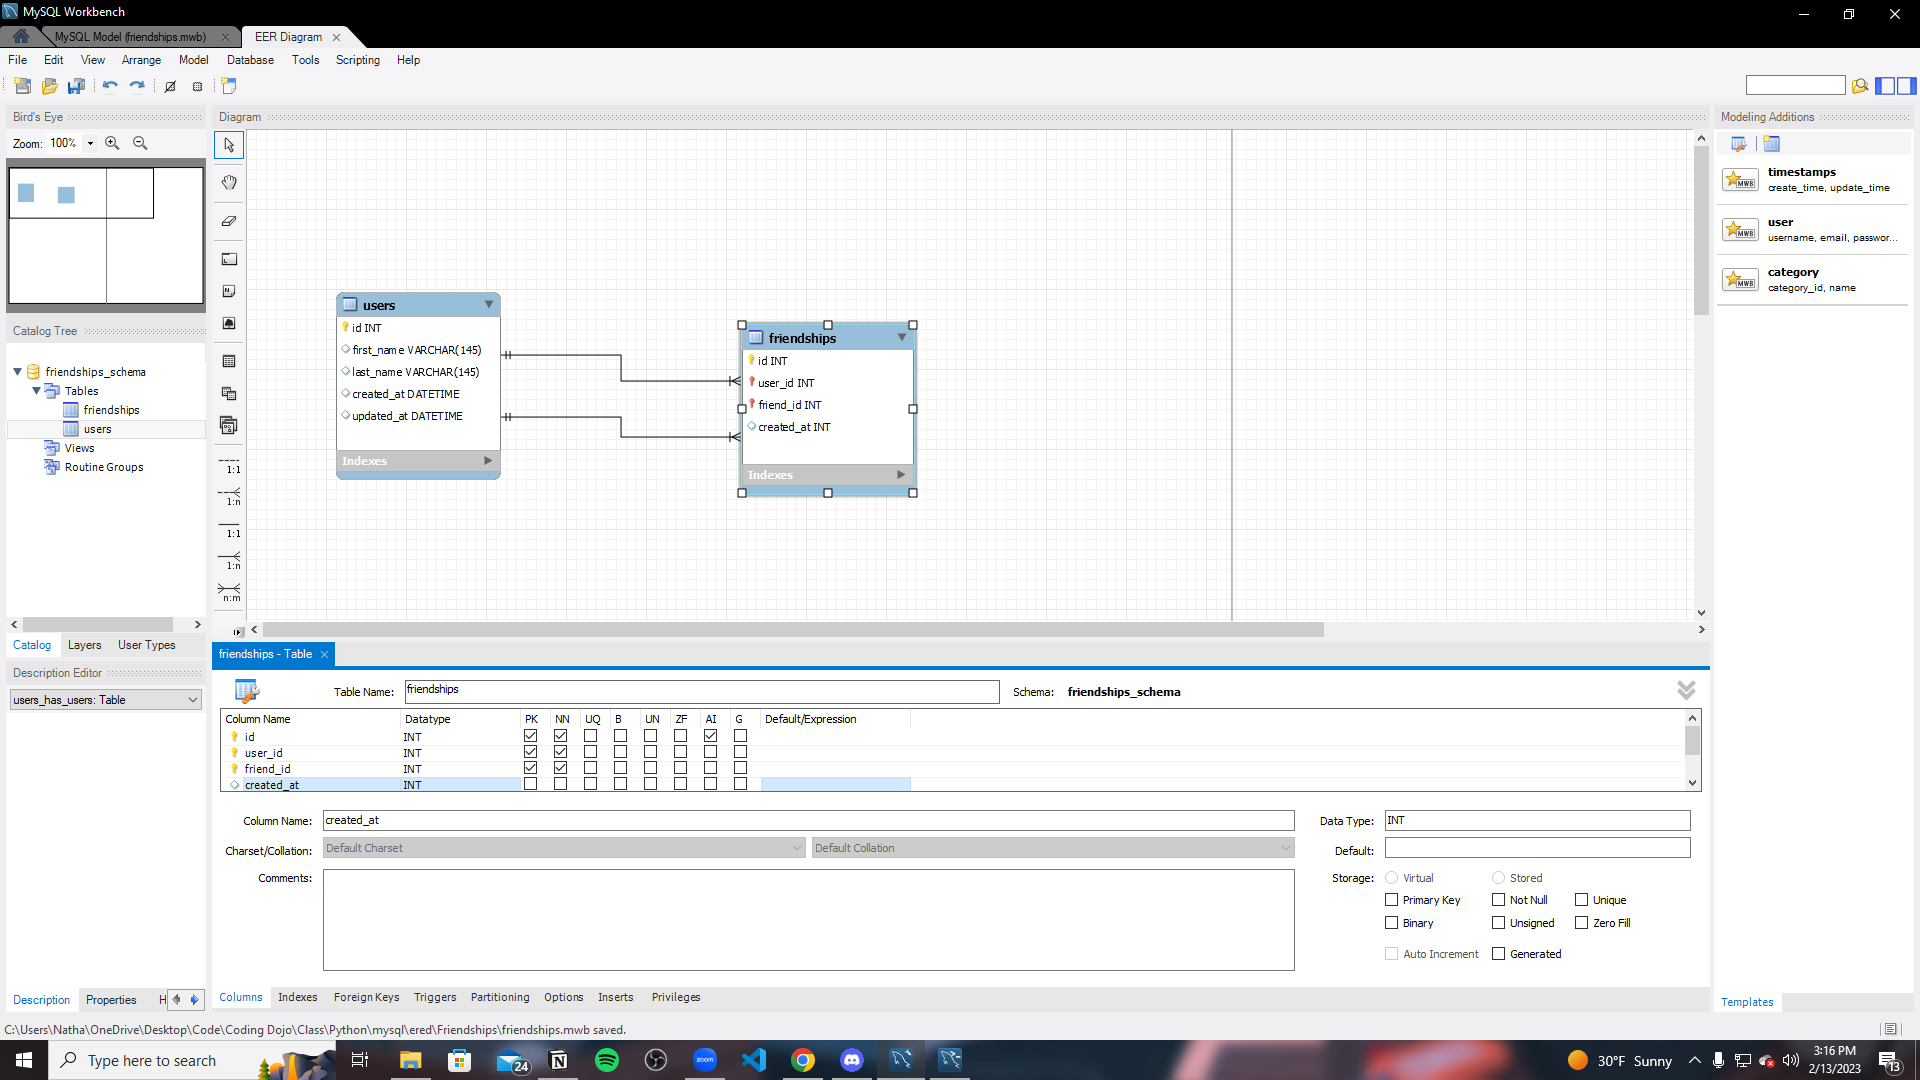 MySQL Workbench
MySQL Model (friendships.mwb)
EER Diagram
File Edit View Arrange Model Database Tools Scripting Help
Bird's Eye
Zoom: 100%
Catalog Tree
friendships_schema
Tables
friendships
users
Views
Routine Groups
Catalog Layers User Types
Description Editor
users_has_users: Table
Description Properties H
Diagram
1:1
1:n
1:1
1:n
n:m
users
id INT
first_name VARCHAR(145)
last_name VARCHAR(145)
created_at DATETIME
updated_at DATETIME
Indexes
friendships
id INT
user_id INT
friend_id INT
created_at INT
Indexes
Modeling Additions
MWB
timestamps
create_time, update_time
MWB
user
username, email, passwor...
MWB
category
category_id, name
Templates
friendships - Table
Table Name: friendships Schema: friendships_schema
Column Name Datatype PK NN UQ B UN ZF AI G Default/Expression
id INT
user_id INT
friend_id INT
created_at INT
Column Name: created_at Data Type: INT
Charset/Collation: Default Charset Default Collation Default:
Comments: Storage: Virtual Stored
Primary Key Not Null Unique
Binary Unsigned Zero Fill
Auto Increment Generated
Columns Indexes Foreign Keys Triggers Partitioning Options Inserts Privileges
C:\Users\Natha\OneDrive\Desktop\Code\Coding Dojo\Class\Python\mysql\ered\Friendships\friendships.mwb saved.
Type here to search
24
zoom
30°F Sunny
3:16 PM
2/13/2023
13